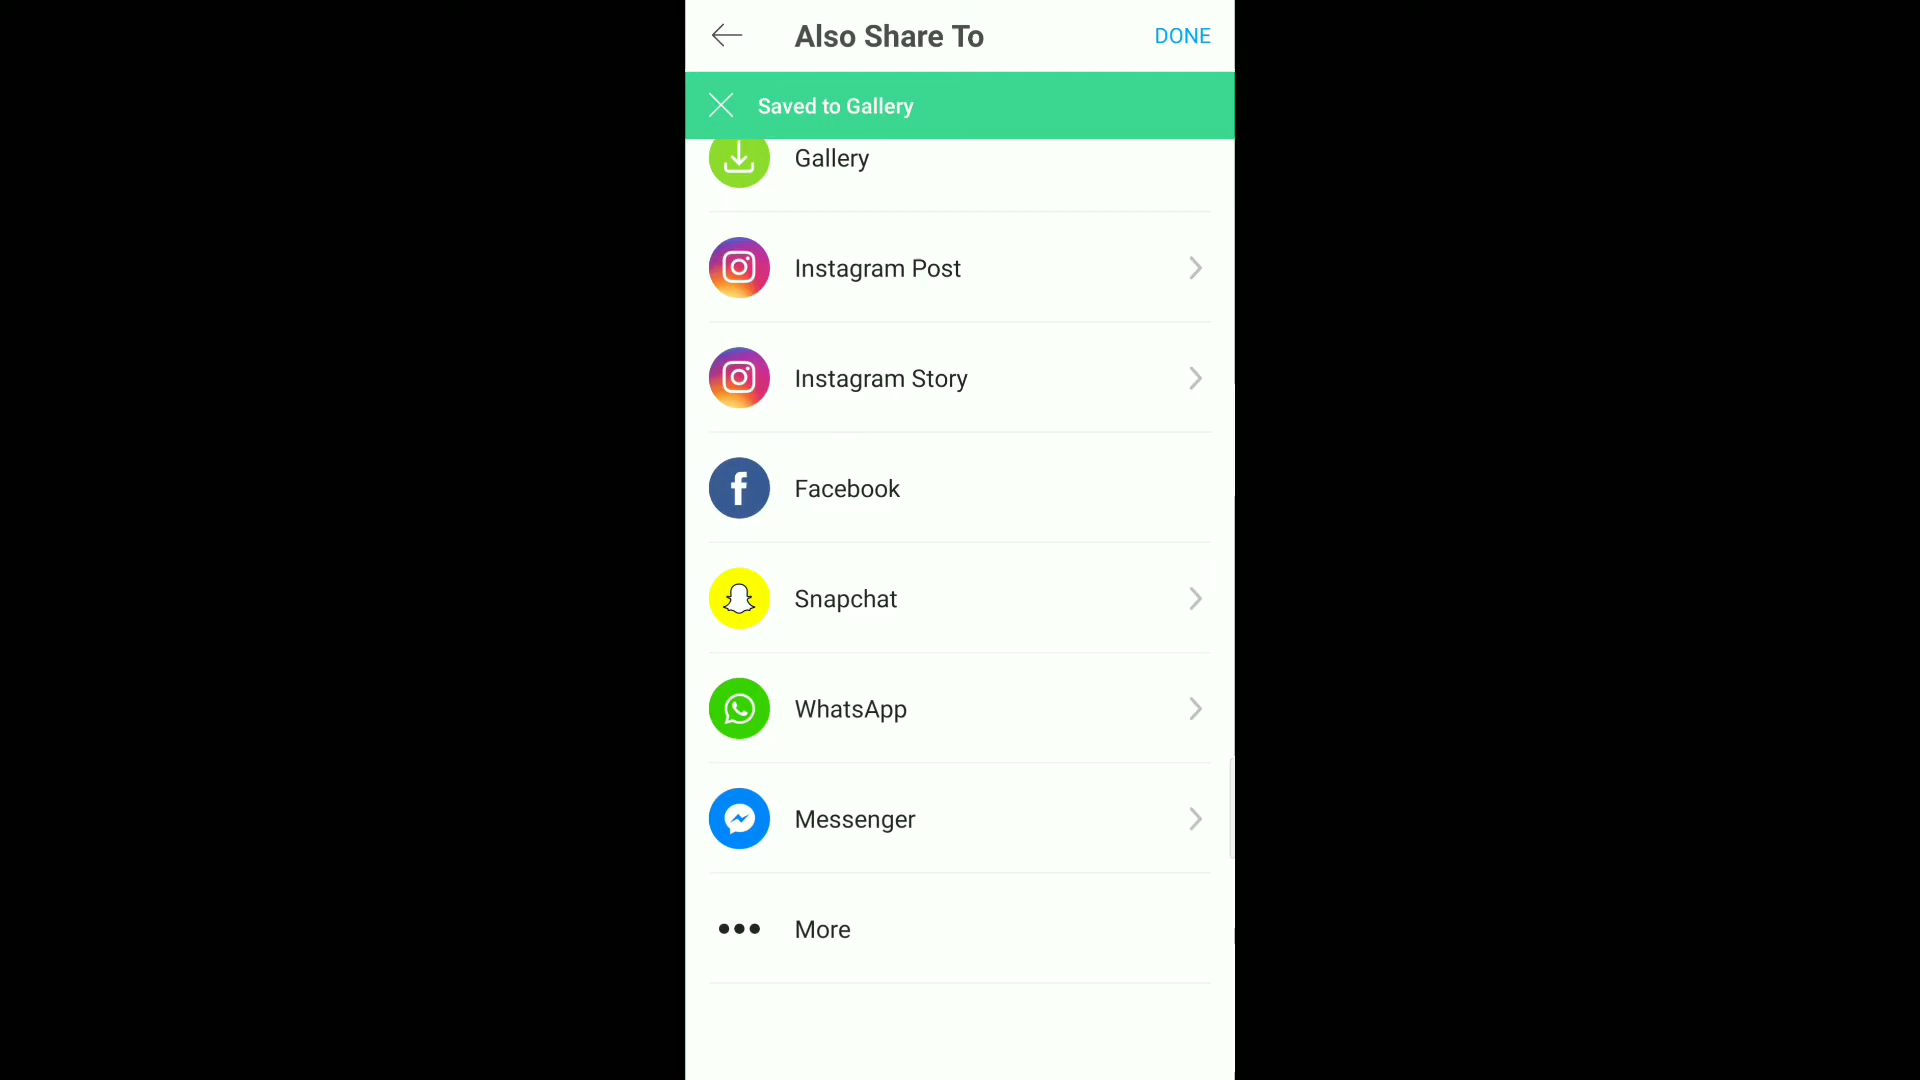 Also Share To
DONE
Saved to Gallery
Gallery
Instagram Post
Instagram Story
Facebook
Snapchat
WhatsApp
Messenger
More